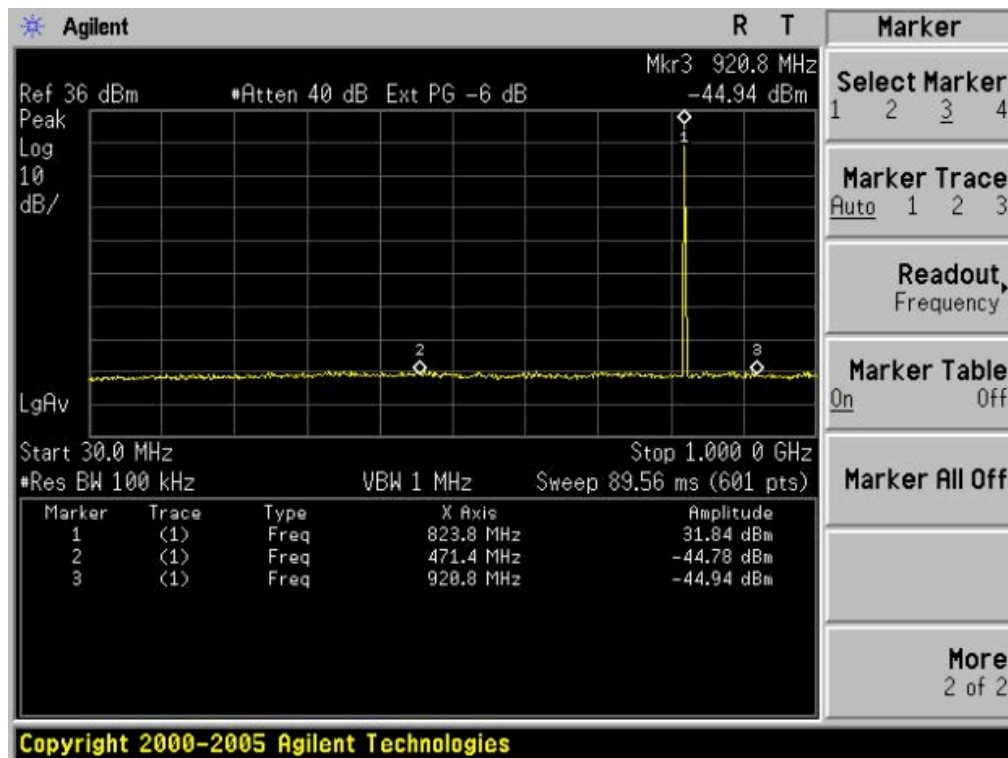 Agilent R T
Mkr3 920.8 MHz
Ref 36 dBm #Atten 40 dB Ext PG -6 dB -44.94 dBm
Peak
Log
10
dB/
1
2
3
LgAv
Start 30.0 MHz Stop 1.000 0 GHz
#Res BW 100 kHz VBW 1 MHz Sweep 89.56 ms (601 pts)
Marker Trace Type X Axis Amplitude
1 (1) Freq 823.8 MHz 31.84 dBm
2 (1) Freq 471.4 MHz -44.78 dBm
3 (1) Freq 920.8 MHz -44.94 dBm
Marker
Select Marker
1 2 3 4
Marker Trace
Auto 1 2 3
Readout
Frequency
Marker Table
On Off
Marker All Off
More
2 of 2
Copyright 2000-2005 Agilent Technologies